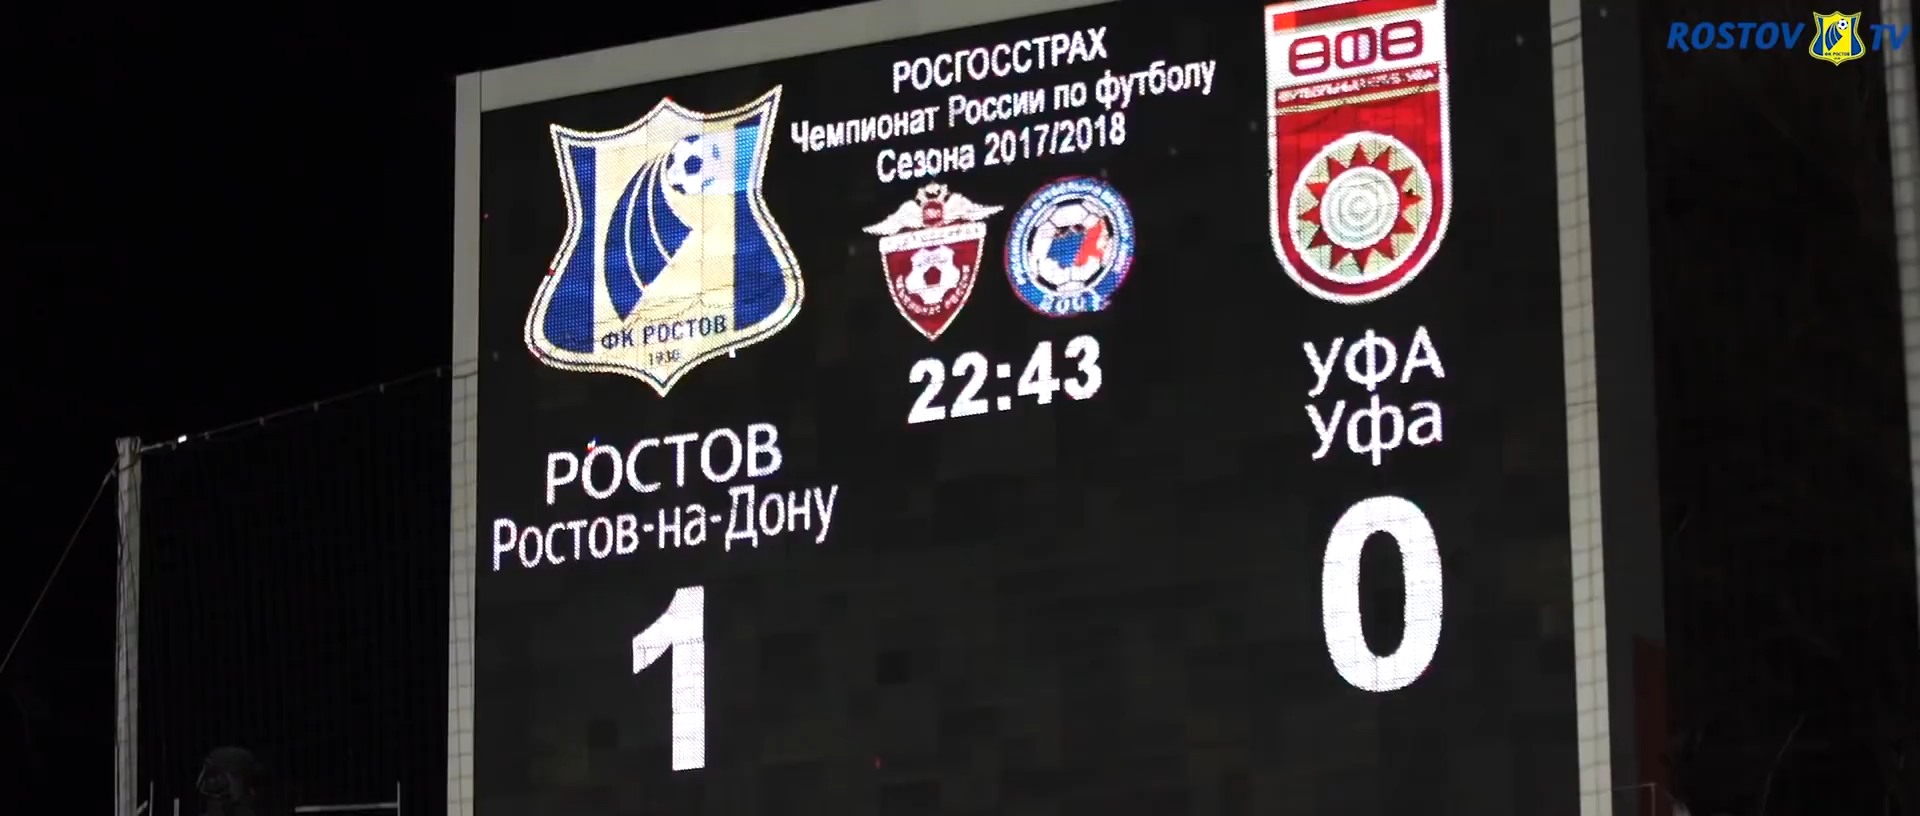 ROSTOV TV
РОСГОССТРАХ
Чемпионат России по футболу
Сезона 2017/2018
ФК РОСТОВ
1930
22:43
РОСТОВ
Ростов-на-Дону
1
УФА
Уфа
0